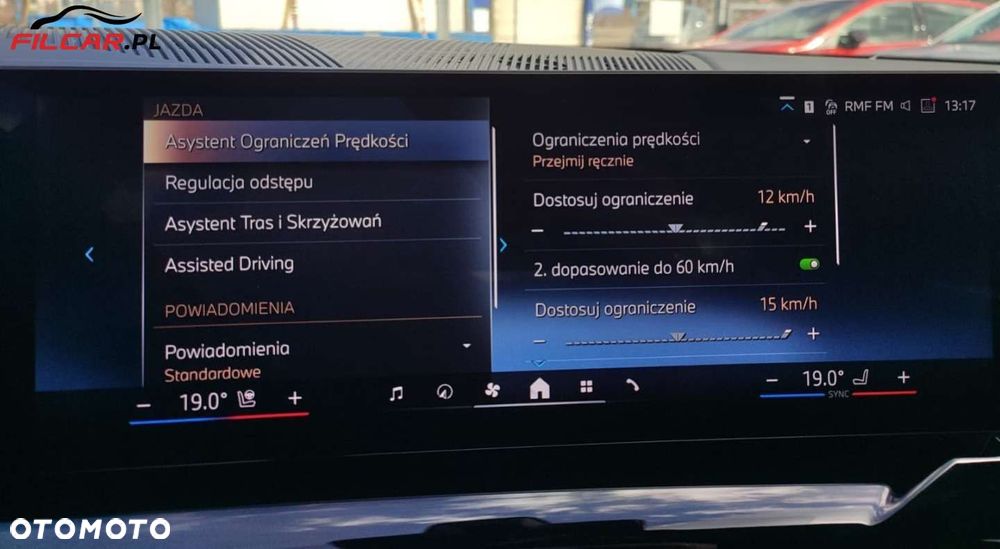 FILCAR.PL
JAZDA
Asystent Ograniczeń Prędkości
Regulacja odstępu
Asystent Tras i Skrzyżowań
Assisted Driving
POWIADOMIENIA
Powiadomienia
Standardowe
1 OFF RMF FM 13:17
Ograniczenia prędkości
Przejmij ręcznie
Dostosuj ograniczenie 12 km/h
− +
2. dopasowanie do 60 km/h
Dostosuj ograniczenie 15 km/h
− +
− 19.0° +
− 19.0° +
SYNC
OTOMOTO